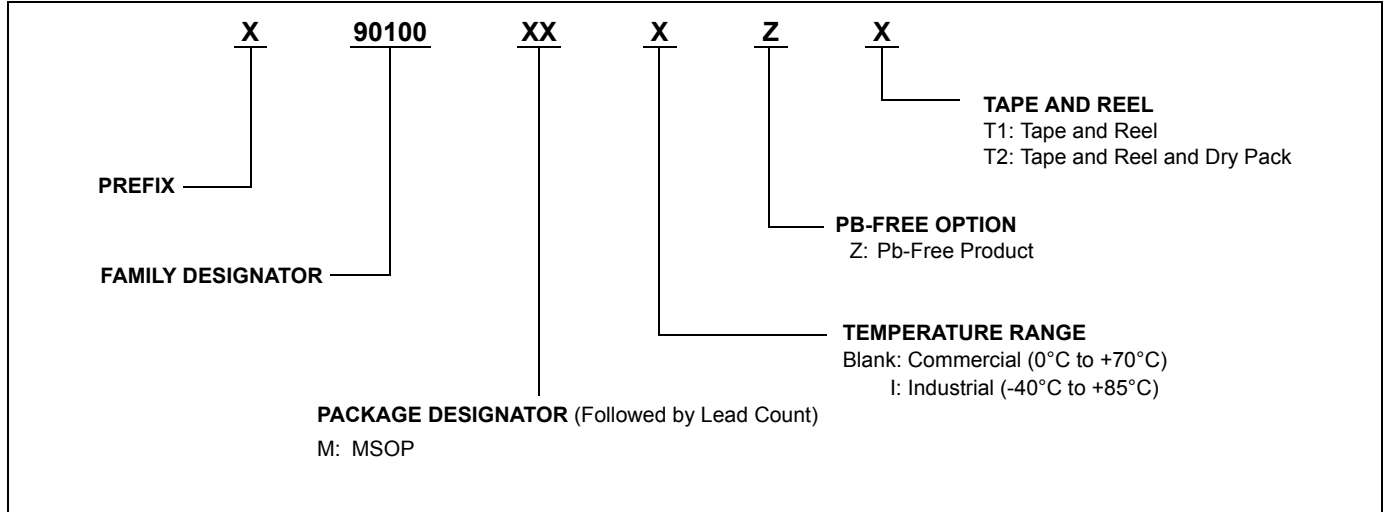 X 90100 XX X Z X
TAPE AND REEL
T1: Tape and Reel
T2: Tape and Reel and Dry Pack
PREFIX
PB-FREE OPTION
Z: Pb-Free Product
FAMILY DESIGNATOR
TEMPERATURE RANGE
Blank: Commercial (0°C to +70°C)
I: Industrial (-40°C to +85°C)
PACKAGE DESIGNATOR (Followed by Lead Count)
M: MSOP